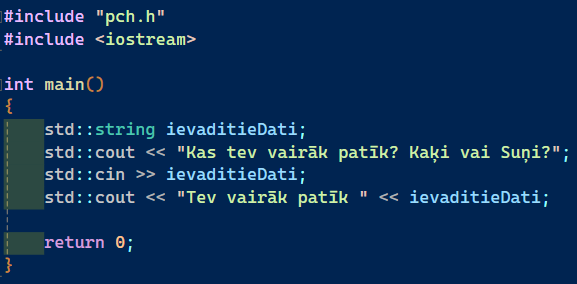 #include "pch.h"
#include <iostream>
int main()
{
std::string ievaditieDati;
std::cout << "Kas tev vairāk patīk? Kaķi vai Suņi?";
std::cin >> ievaditieDati;
std::cout << "Tev vairāk patīk " << ievaditieDati;
return 0;
}